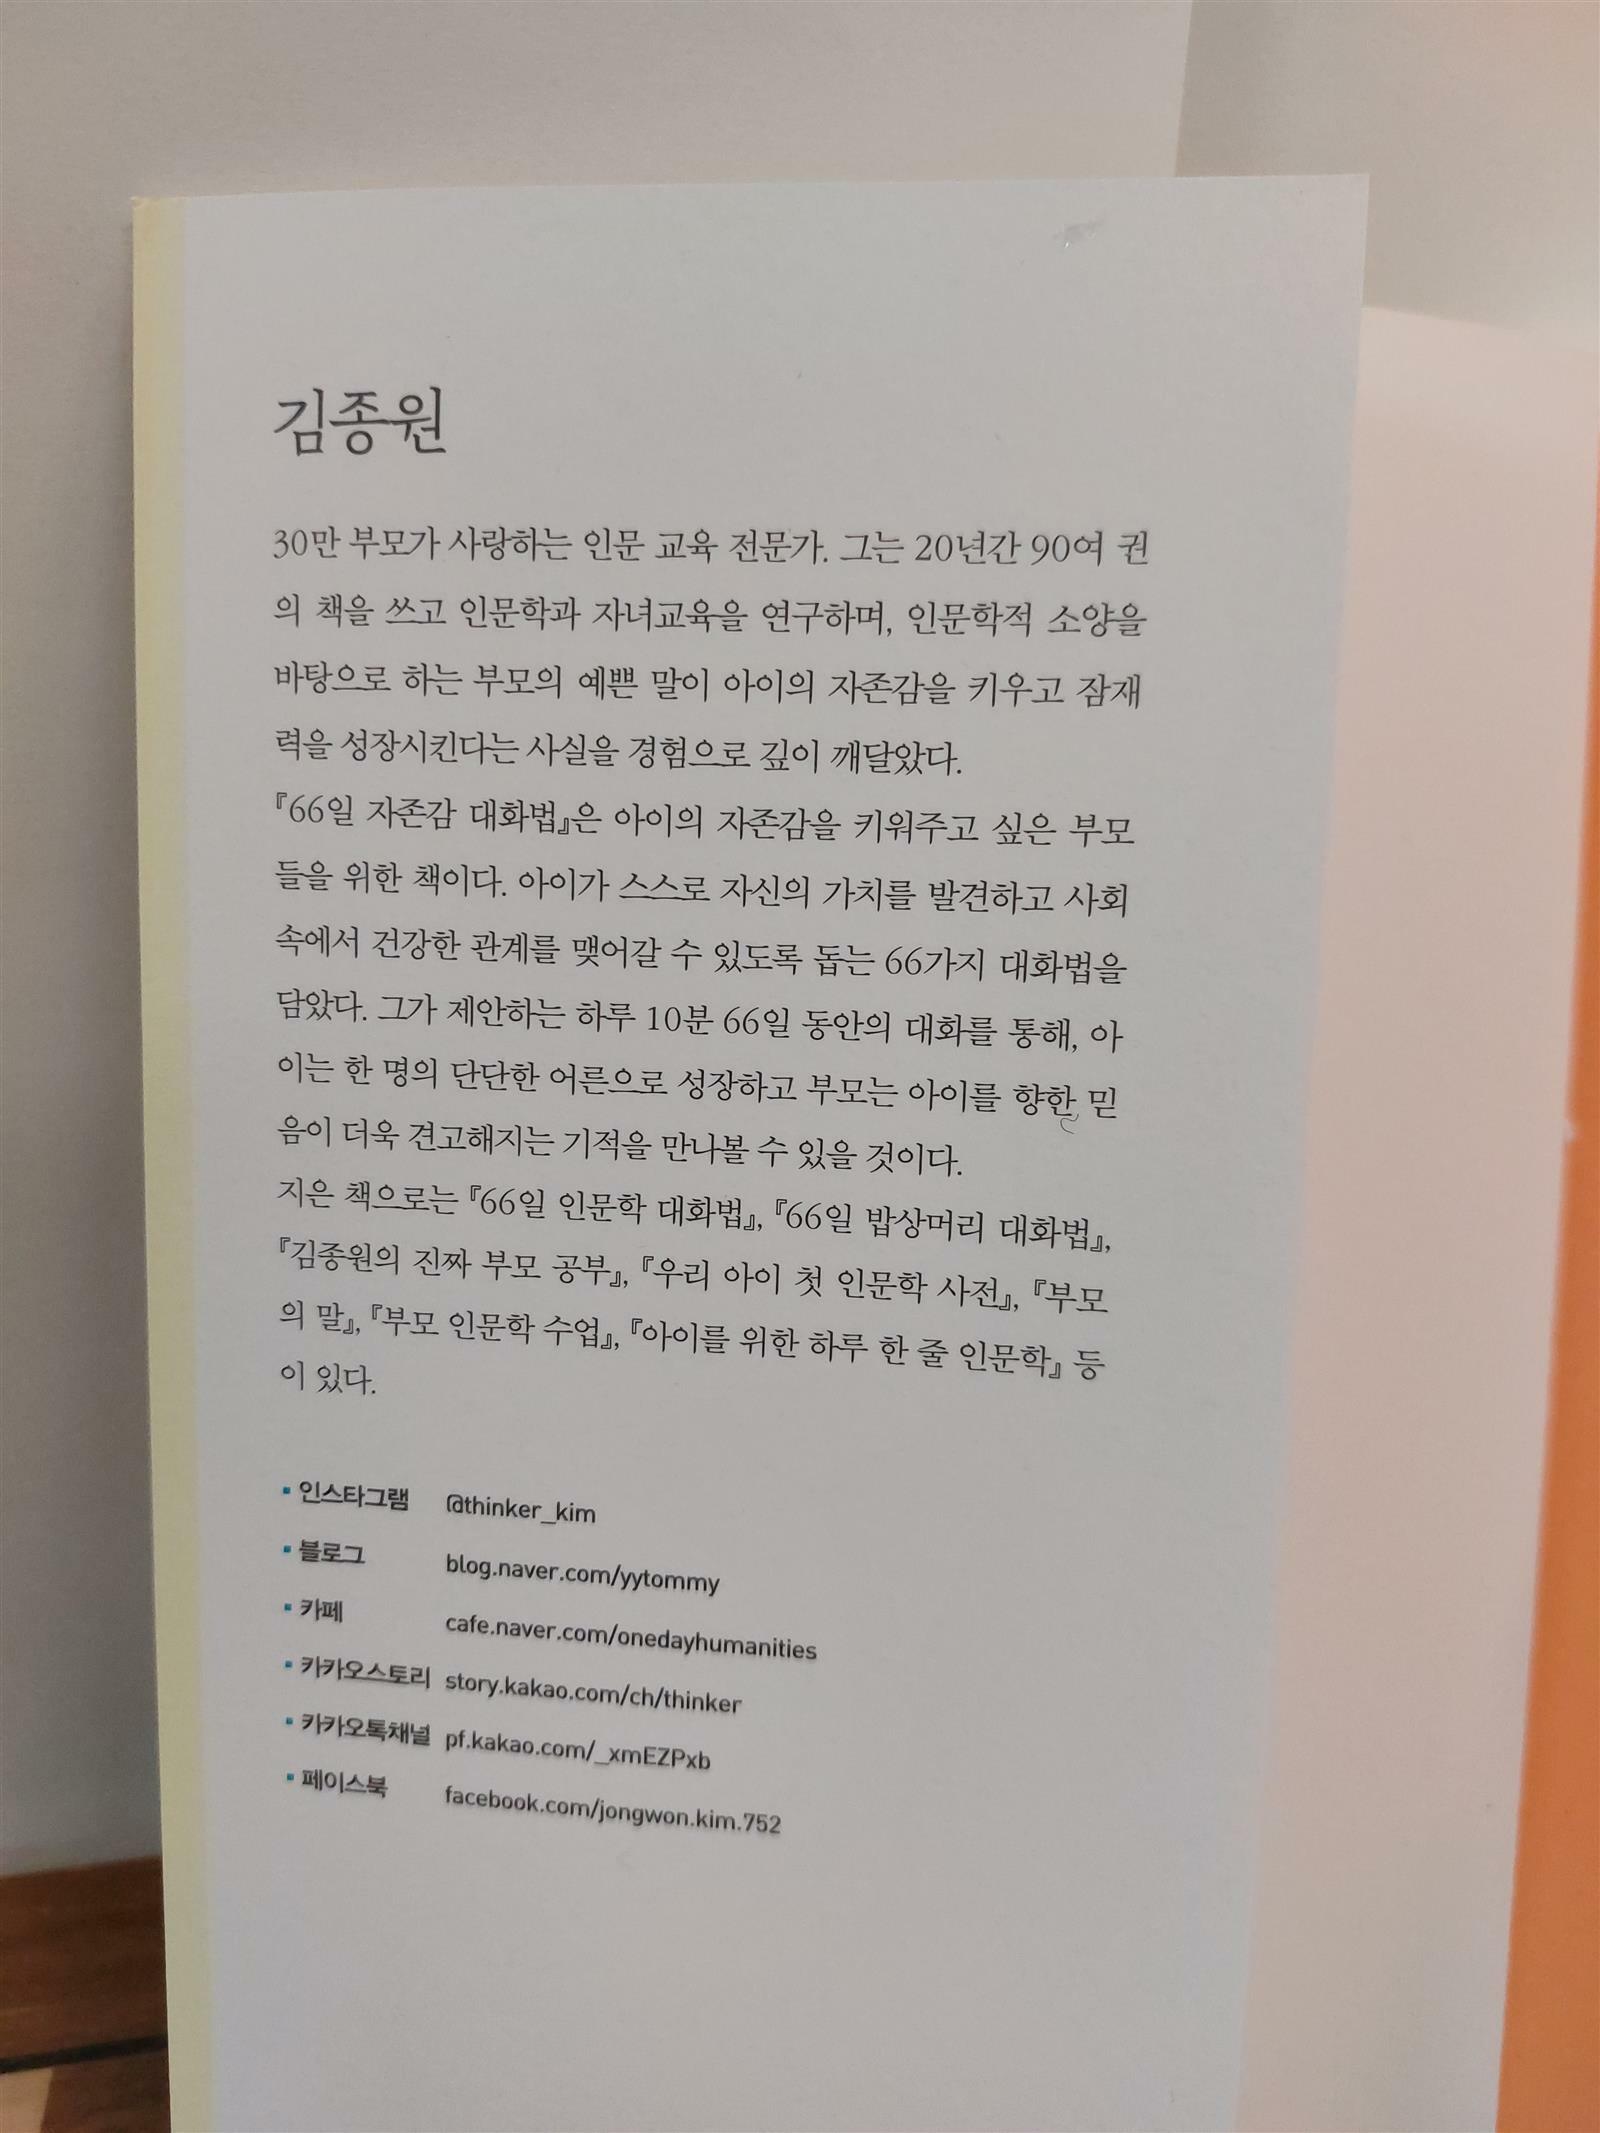 김종원
30만 부모가 사랑하는 인문 교육 전문가. 그는 20년간 90여 권
의 책을 쓰고 인문학과 자녀교육을 연구하며, 인문학적 소양을
바탕으로 하는 부모의 예쁜 말이 아이의 자존감을 키우고 잠재
력을 성장시킨다는 사실을 경험으로 깊이 깨달았다.
『66일 자존감 대화법』은 아이의 자존감을 키워주고 싶은 부모
들을 위한 책이다. 아이가 스스로 자신의 가치를 발견하고 사회
속에서 건강한 관계를 맺어갈 수 있도록 돕는 66가지 대화법을
담았다. 그가 제안하는 하루 10분 66일 동안의 대화를 통해, 아
이는 한 명의 단단한 어른으로 성장하고 부모는 아이를 향한 믿
음이 더욱 견고해지는 기적을 만나볼 수 있을 것이다.
지은 책으로는 『66일 인문학 대화법』, 『66일 밥상머리 대화법』,
『김종원의 진짜 부모 공부』, 『우리 아이 첫 인문학 사전』, 『부모
의 말』, 『부모 인문학 수업』, 『아이를 위한 하루 한 줄 인문학』 등
이 있다.
▪ 인스타그램 @thinker_kim
▪ 블로그 blog.naver.com/yytommy
▪ 카페 cafe.naver.com/onedayhumanities
▪ 카카오스토리 story.kakao.com/ch/thinker
▪ 카카오톡채널 pf.kakao.com/_xmEZPxb
▪ 페이스북 facebook.com/jongwon.kim.752